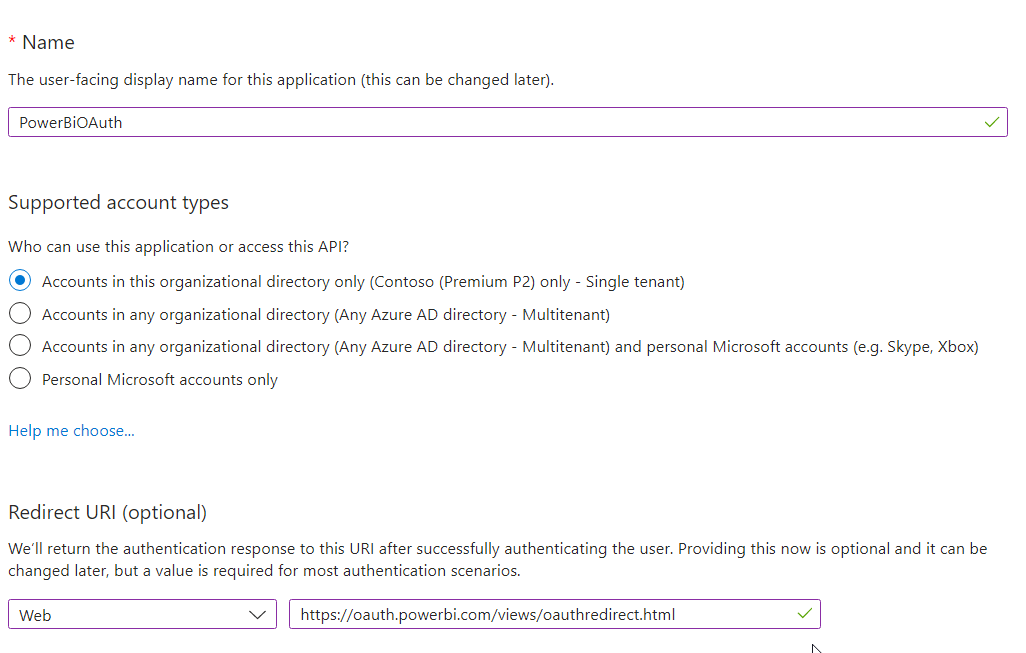 * Name
The user-facing display name for this application (this can be changed later).
PowerBiOAuth
Supported account types
Who can use this application or access this API?
Accounts in this organizational directory only (Contoso (Premium P2) only - Single tenant)
Accounts in any organizational directory (Any Azure AD directory - Multitenant)
Accounts in any organizational directory (Any Azure AD directory - Multitenant) and personal Microsoft accounts (e.g. Skype, Xbox)
Personal Microsoft accounts only
Help me choose...
Redirect URI (optional)
We'll return the authentication response to this URI after successfully authenticating the user. Providing this now is optional and it can be
changed later, but a value is required for most authentication scenarios.
Web https://oauth.powerbi.com/views/oauthredirect.html